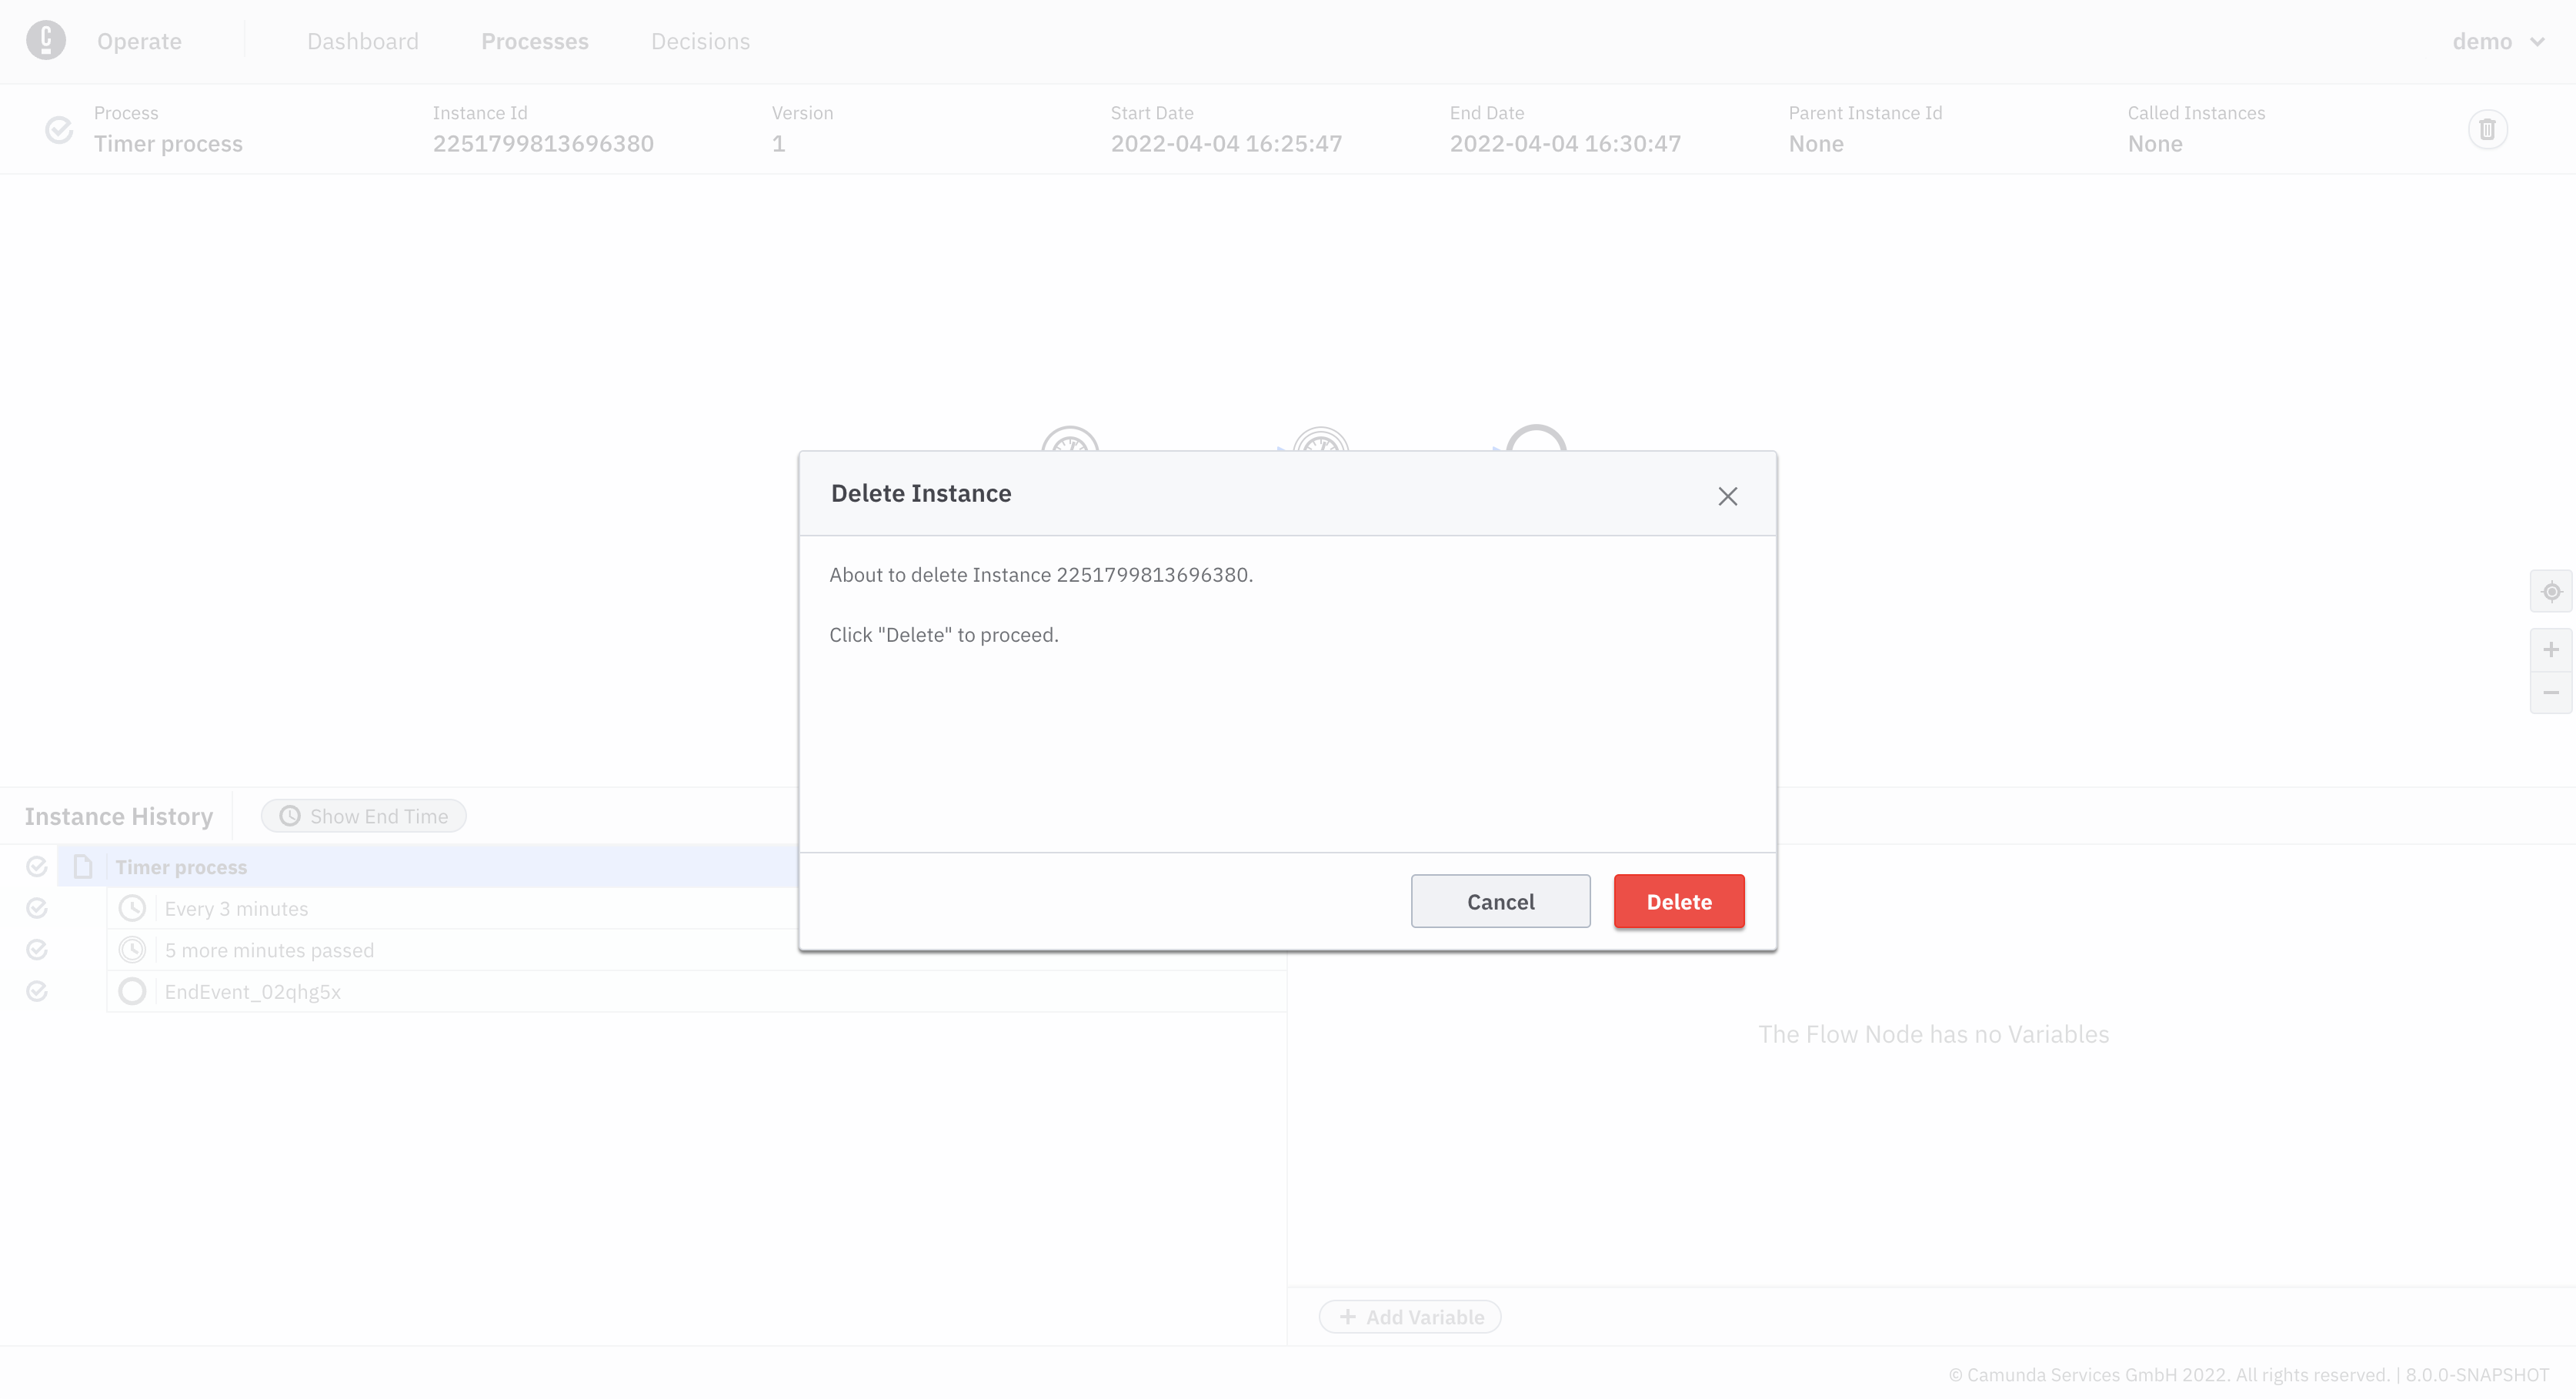 Operate Dashboard Processes Decisions demo
Process Instance Id Version Start Date End Date Parent Instance Id Called Instances
Timer process 2251799813696380 1 2022-04-04 16:25:47 2022-04-04 16:30:47 None None
Delete Instance
About to delete Instance 2251799813696380.
Click "Delete" to proceed.
Cancel Delete
Instance History Show End Time
Timer process
Every 3 minutes
5 more minutes passed
EndEvent_02qhg5x
The Flow Node has no Variables
+ Add Variable
© Camunda Services GmbH 2022. All rights reserved. | 8.0.0-SNAPSHOT